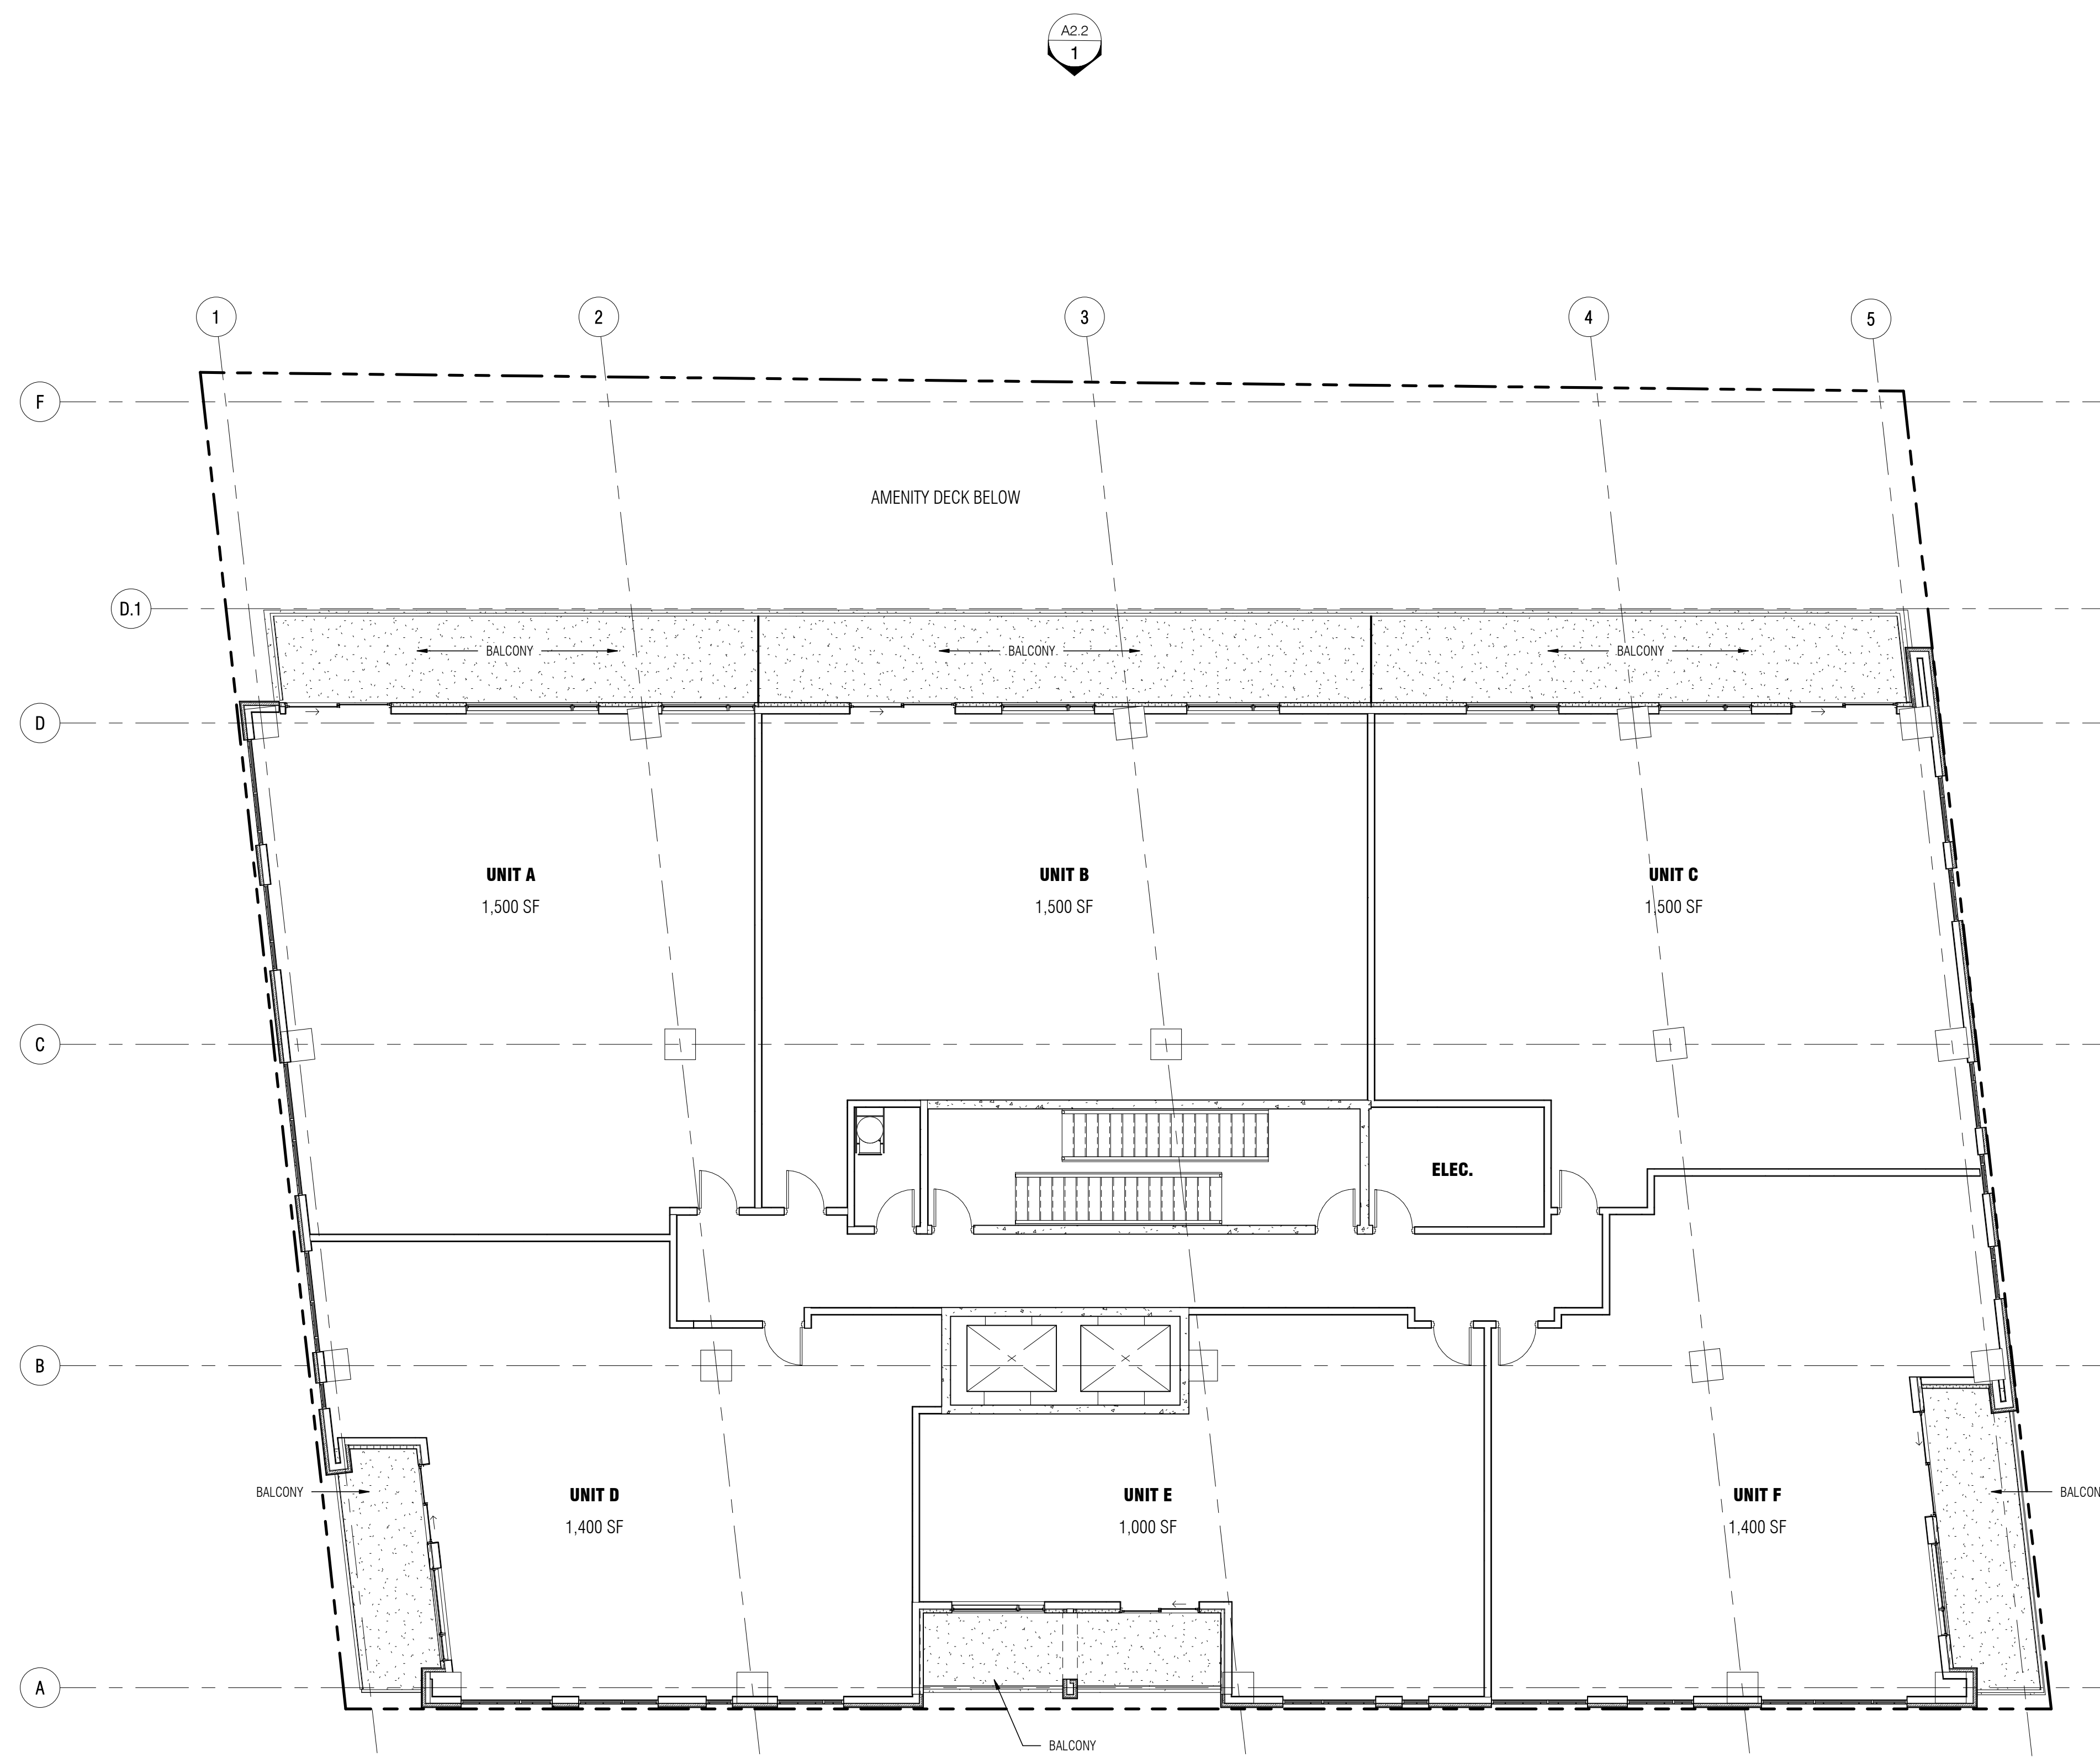 A2.2
1
1 2 3 4 5
F
AMENITY DECK BELOW
D.1
BALCONY BALCONY BALCONY
D
UNIT A UNIT B UNIT C
1,500 SF 1,500 SF 1,500 SF
C
ELEC.
B
BALCONY UNIT D UNIT E UNIT F BALCON
1,400 SF 1,000 SF 1,400 SF
A
BALCONY